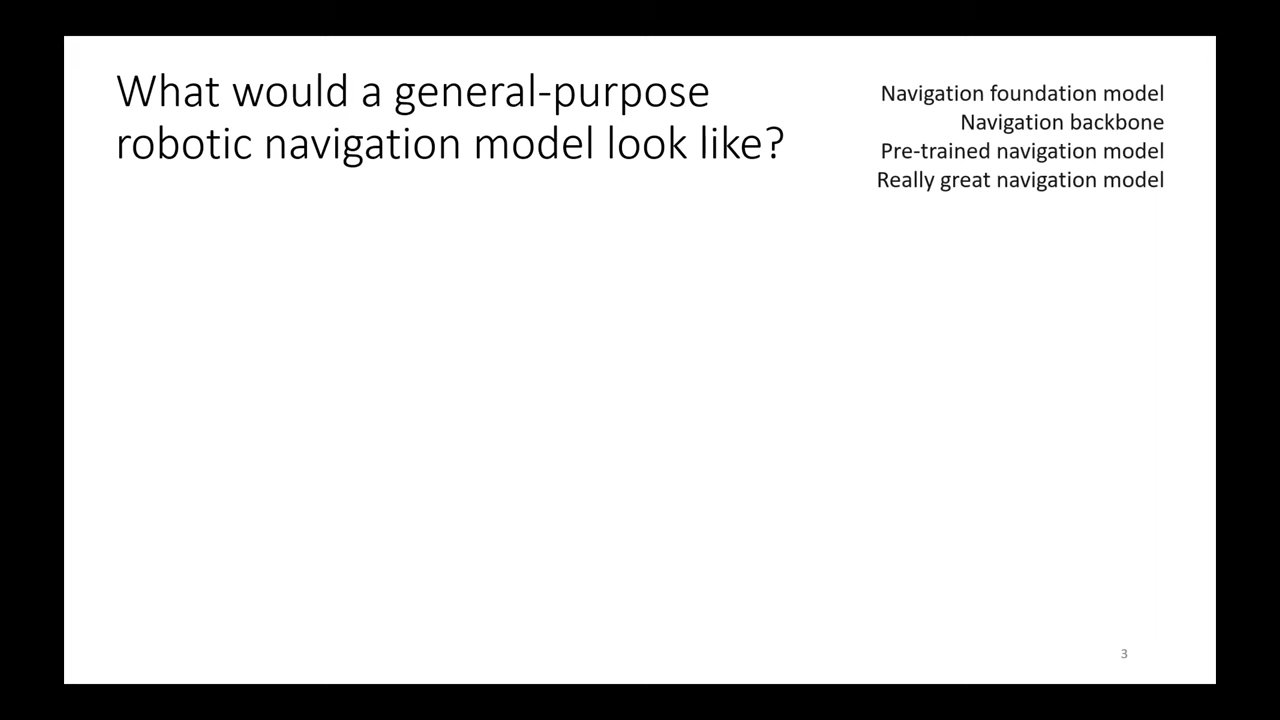 What would a general-purpose
robotic navigation model look like?
Navigation foundation model
Navigation backbone
Pre-trained navigation model
Really great navigation model
3